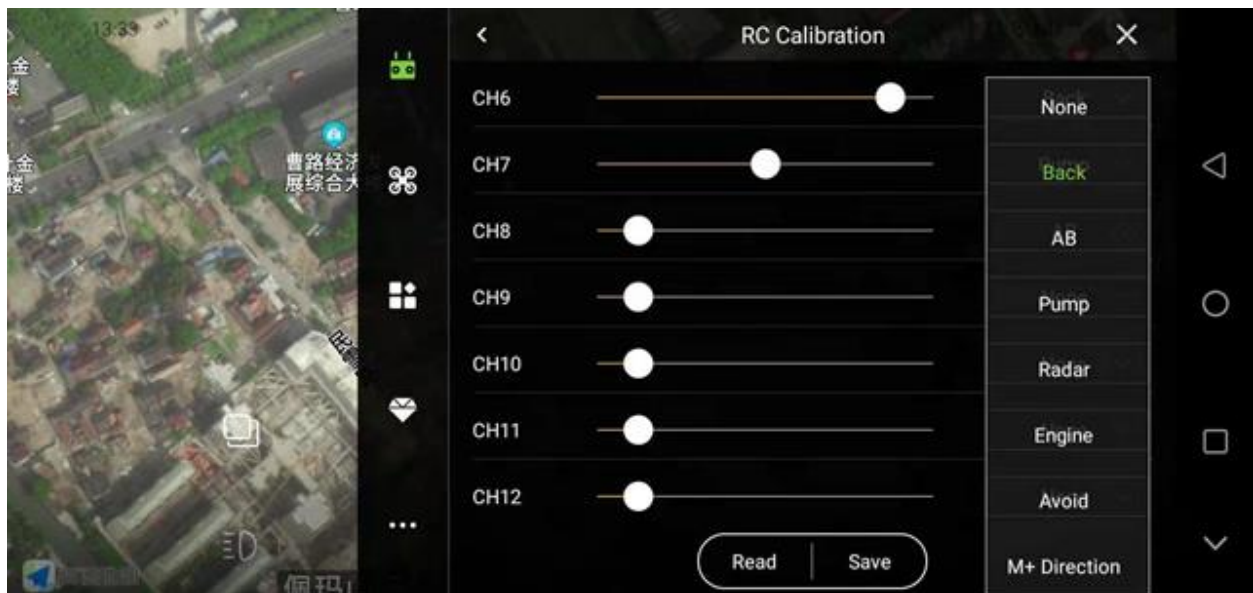 13:39
RC Calibration
金
楼
曹路经济
展综合大
金
楼
CH6
CH7
CH8
CH9
CH10
CH11
CH12
None
Back
AB
Pump
Radar
Engine
Avoid
M+ Direction
Read
Save